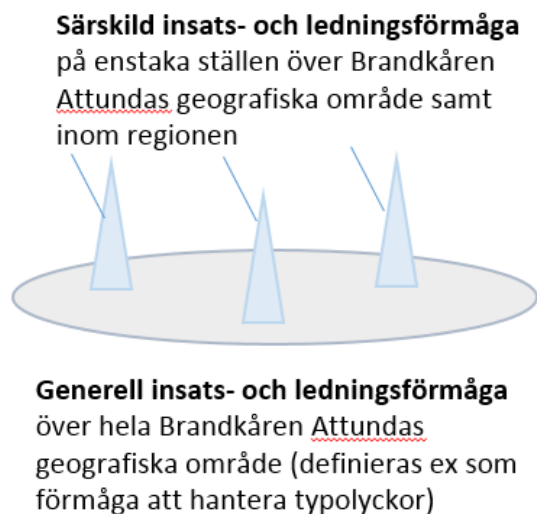 Särskild insats- och ledningsförmåga
på enstaka ställen över Brandkåren
Attundas geografiska område samt
inom regionen
Generell insats- och ledningsförmåga
över hela Brandkåren Attundas
geografiska område (definieras ex som
förmåga att hantera typolyckor)